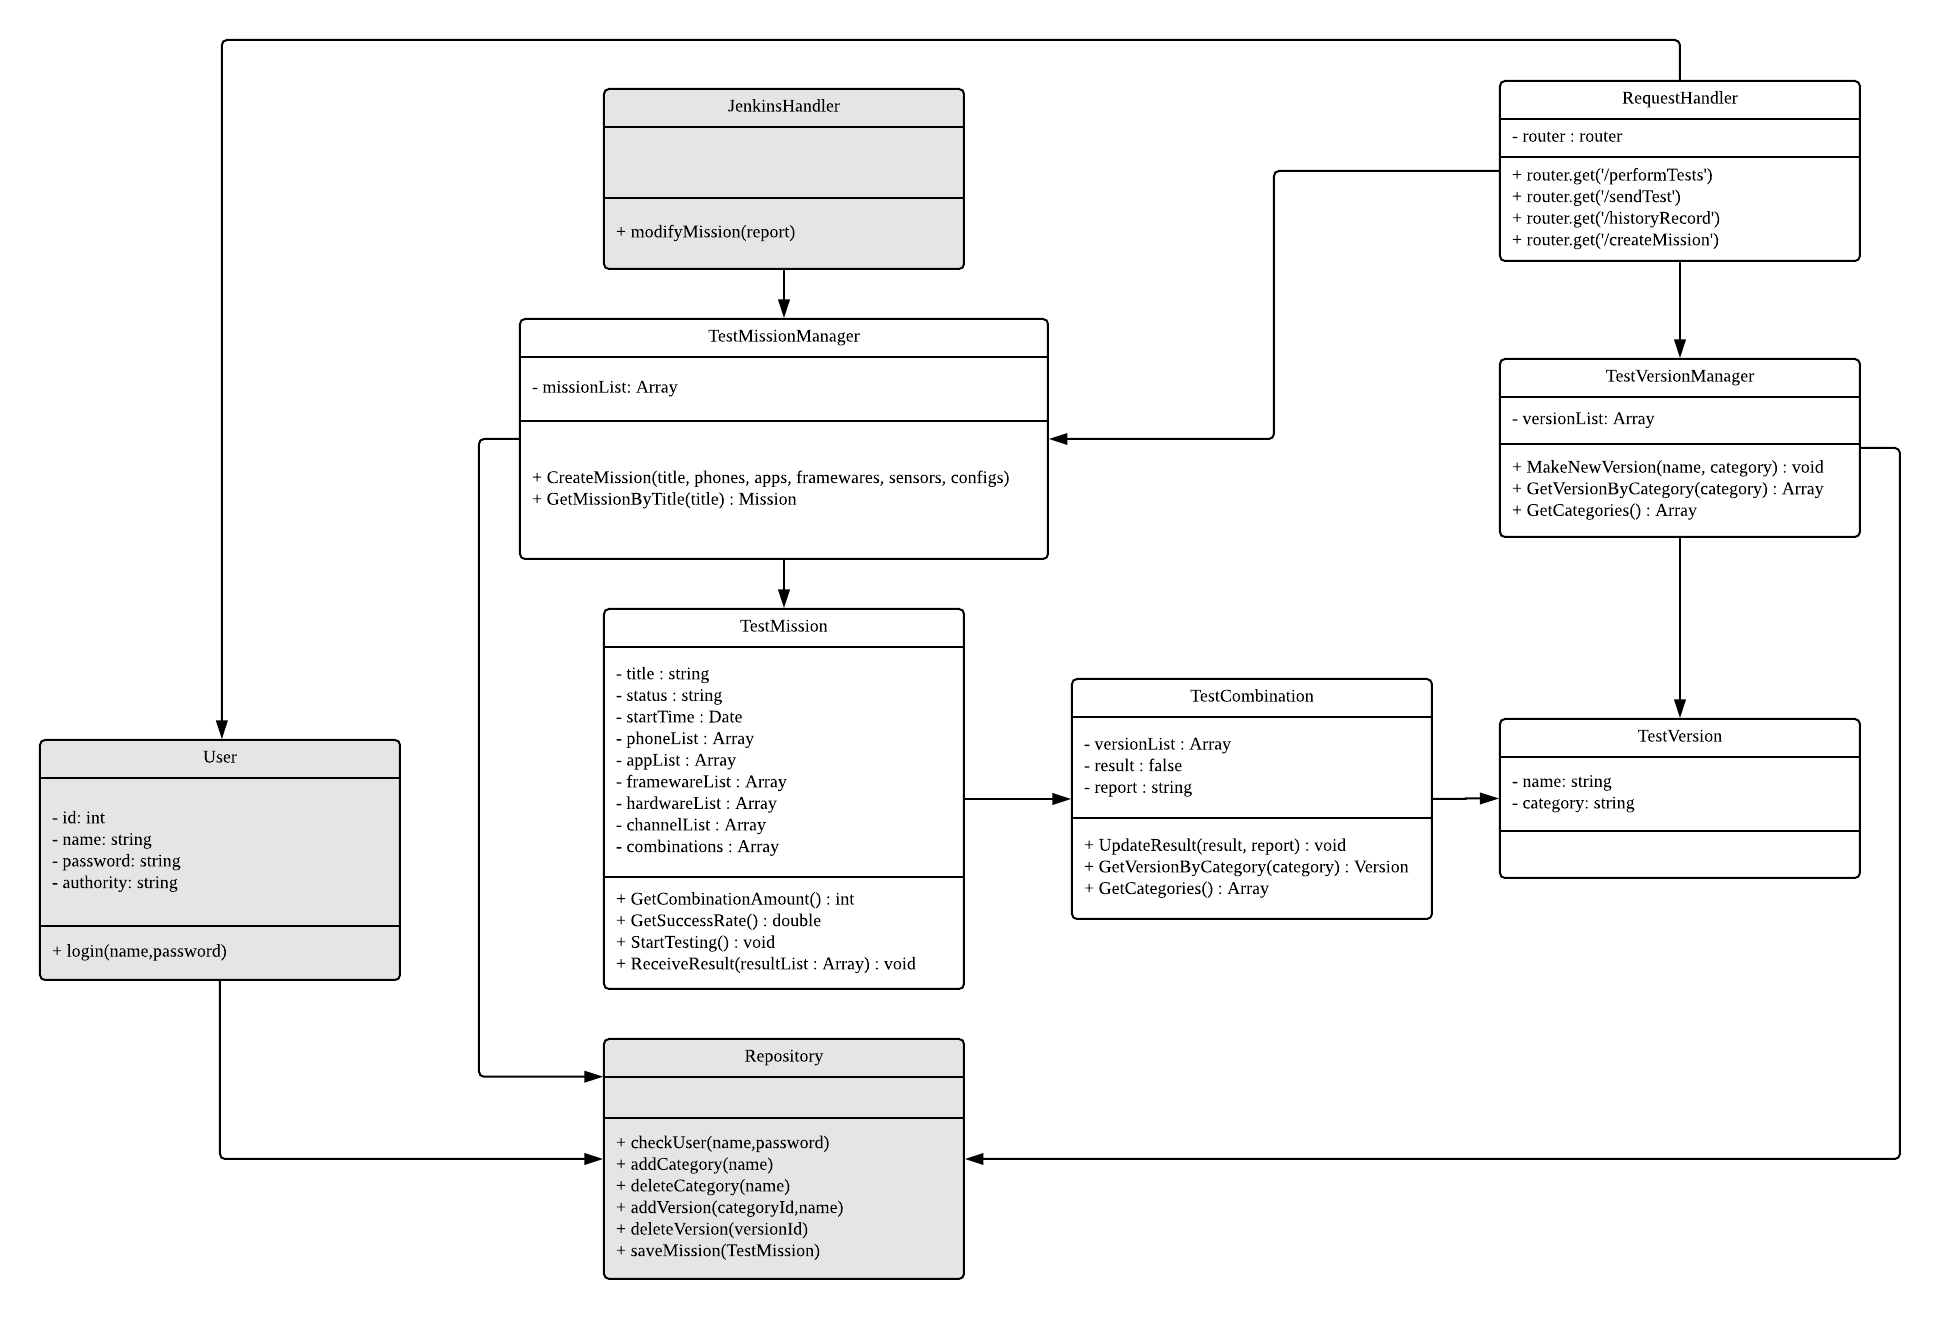 JenkinsHandler
+ modifyMission(report)
RequestHandler
- router : router
+ router.get('/performTests')
+ router.get('/sendTest')
+ router.get('/historyRecord')
+ router.get('/createMission')
TestMissionManager
- missionList: Array
+ CreateMission(title, phones, apps, framewares, sensors, configs)
+ GetMissionByTitle(title) : Mission
TestVersionManager
- versionList: Array
+ MakeNewVersion(name, category) : void
+ GetVersionByCategory(category) : Array
+ GetCategories() : Array
TestMission
- title : string
- status : string
- startTime : Date
- phoneList : Array
- appList : Array
- framewareList : Array
- hardwareList : Array
- channelList : Array
- combinations : Array
+ GetCombinationAmount() : int
+ GetSuccessRate() : double
+ StartTesting() : void
+ ReceiveResult(resultList : Array) : void
TestCombination
- versionList : Array
- result : false
- report : string
+ UpdateResult(result, report) : void
+ GetVersionByCategory(category) : Version
+ GetCategories() : Array
TestVersion
- name: string
- category: string
User
- id: int
- name: string
- password: string
- authority: string
+ login(name,password)
Repository
+ checkUser(name,password)
+ addCategory(name)
+ deleteCategory(name)
+ addVersion(categoryId,name)
+ deleteVersion(versionId)
+ saveMission(TestMission)